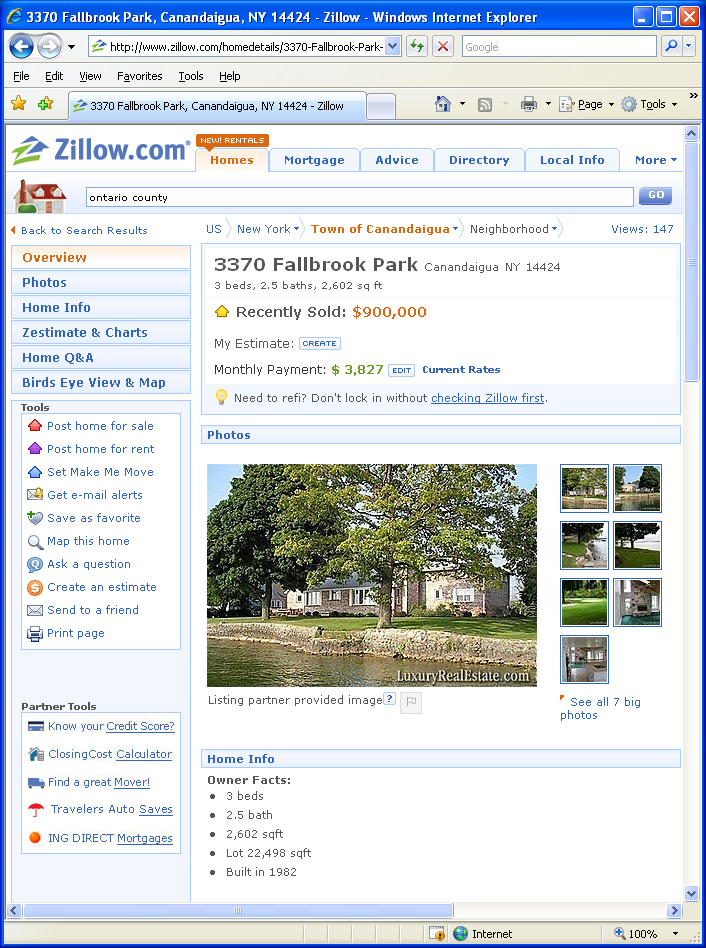 3370 Fallbrook Park, Canandaigua, NY 14424 - Zillow - Windows Internet Explorer
http://www.zillow.com/homedetails/3370-Fallbrook-Park-
Google
File Edit View Favorites Tools Help
3370 Fallbrook Park, Canandaigua, NY 14424 - Zillow
Page Tools »
NEW! RENTALS
Zillow.com®
Homes Mortgage Advice Directory Local Info More
ontario county
GO
Back to Search Results
US New York Town of Canandaigua Neighborhood Views: 147
Overview
Photos
Home Info
Zestimate & Charts
Home Q&A
Birds Eye View & Map
Tools
Post home for sale
Post home for rent
Set Make Me Move
Get e-mail alerts
Save as favorite
Map this home
Ask a question
Create an estimate
Send to a friend
Print page
Partner Tools
Know your Credit Score?
ClosingCost Calculator
Find a great Mover!
Travelers Auto Saves
ING DIRECT Mortgages
3370 Fallbrook Park Canandaigua NY 14424
3 beds, 2.5 baths, 2,602 sq ft
Recently Sold: $900,000
My Estimate: CREATE
Monthly Payment: $ 3,827 EDIT Current Rates
Need to refi? Don't lock in without checking Zillow first.
Photos
LuxuryRealEstate.com
Listing partner provided image ?
See all 7 big
photos
Home Info
Owner Facts:
3 beds
2.5 bath
2,602 sqft
Lot 22,498 sqft
Built in 1982
Internet
100%